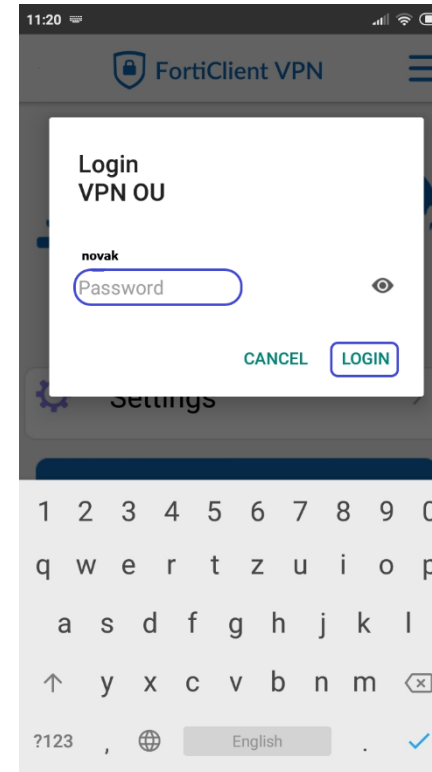 11:20
FortiClient VPN
Login
VPN OU
novak
Password
CANCEL LOGIN
Settings
1 2 3 4 5 6 7 8 9 0
q w e r t z u i o p
a s d f g h j k l
y x c v b n m
?123 , English .